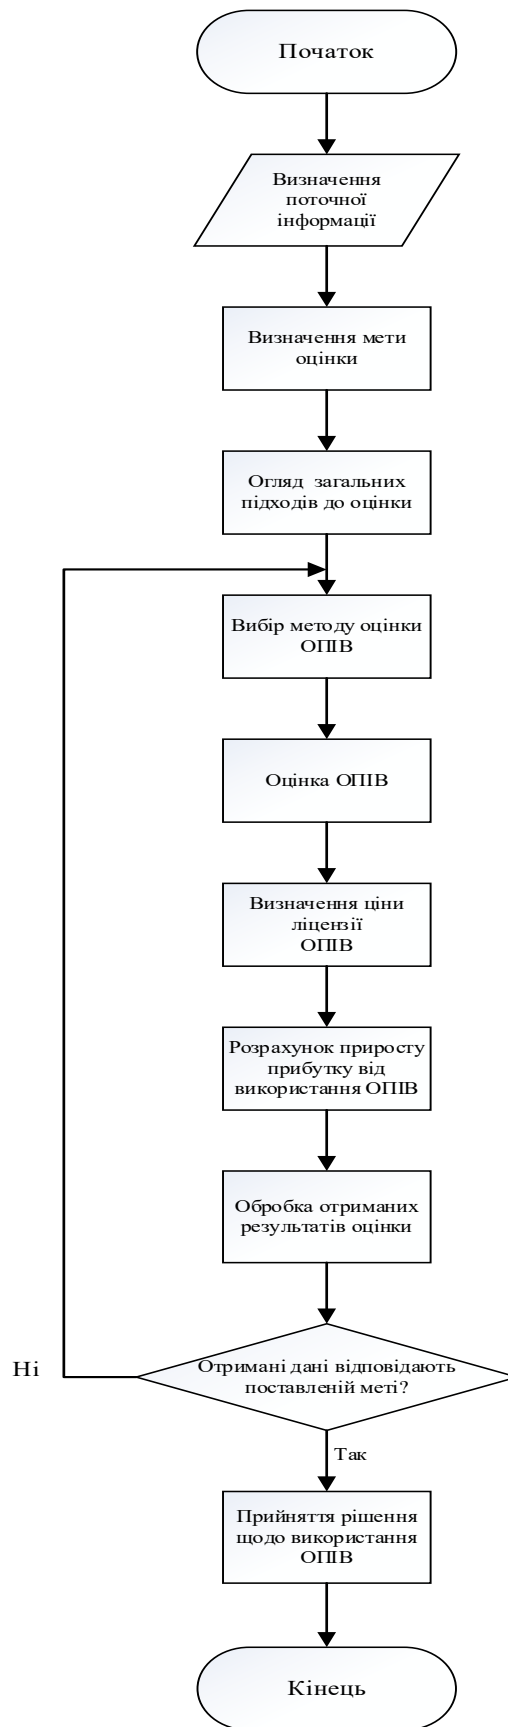 Початок
Визначення
поточної
інформації
Визначення мети
оцінки
Огляд загальних
підходів до оцінки
Вибір методу оцінки
ОПІВ
Оцінка ОПІВ
Визначення ціни
ліцензії
ОПІВ
Розрахунок приросту
прибутку від
використання ОПІВ
Обробка отриманих
результатів оцінки
Ні
Отримані дані відповідають
поставленій меті?
Так
Прийняття рішення
щодо використання
ОПІВ
Кінець